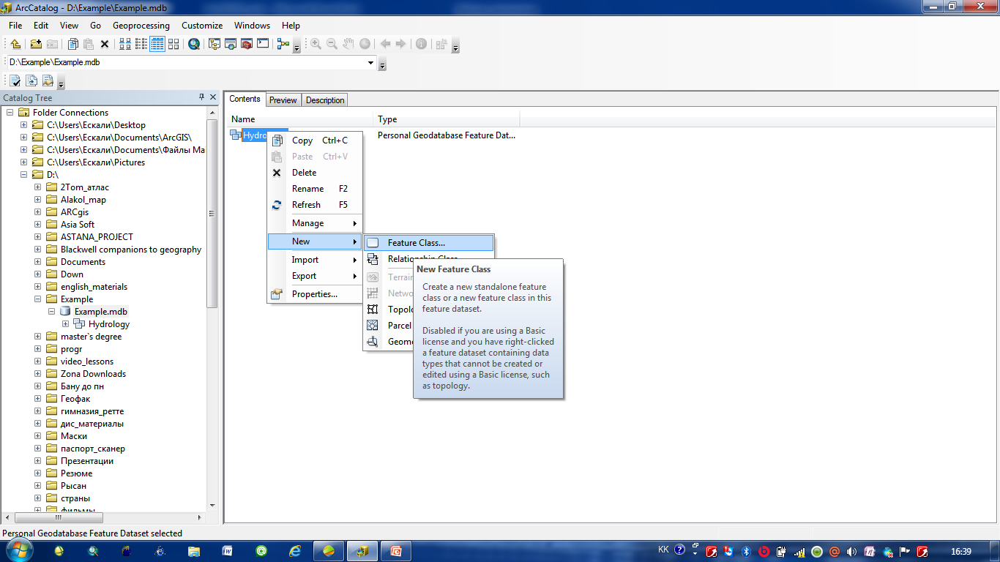 ArcCatalog - D:\Example\Example.mdb
File Edit View Go Geoprocessing Customize Windows Help
D:\Example\Example.mdb
Catalog Tree
Folder Connections
C:\Users\Ескали\Desktop
C:\Users\Ескали\Documents\ArcGIS\
C:\Users\Ескали\Documents\Файлы Ма
C:\Users\Ескали\Pictures
D:\
2Tom_атлас
Alakol_map
ARCgis
Asia Soft
ASTANA_PROJECT
Blackwell companions to geography
Documents
Down
english_materials
Example
Example.mdb
Hydrology
master`s degree
progr
video_lessons
Zona Downloads
Бану до пн
Геофак
гимназия_ретте
дис_материалы
Маски
паспорт_сканер
Презентации
Резюме
Рысан
страны
фильмы
Contents Preview Description
Name Type
Hydro Personal Geodatabase Feature Dat...
Copy Ctrl+C
Paste Ctrl+V
Delete
Rename F2
Refresh F5
Manage
New
Import
Export
Properties...
Feature Class...
Relationship Class
Terrain
Netwo
Topolo
Parcel
Geome
New Feature Class
Create a new standalone feature
class or a new feature class in this
feature dataset.
Disabled if you are using a Basic
license and you have right-clicked
a feature dataset containing data
types that cannot be created or
edited using a Basic license, such
as topology.
Personal Geodatabase Feature Dataset selected
KK
16:39